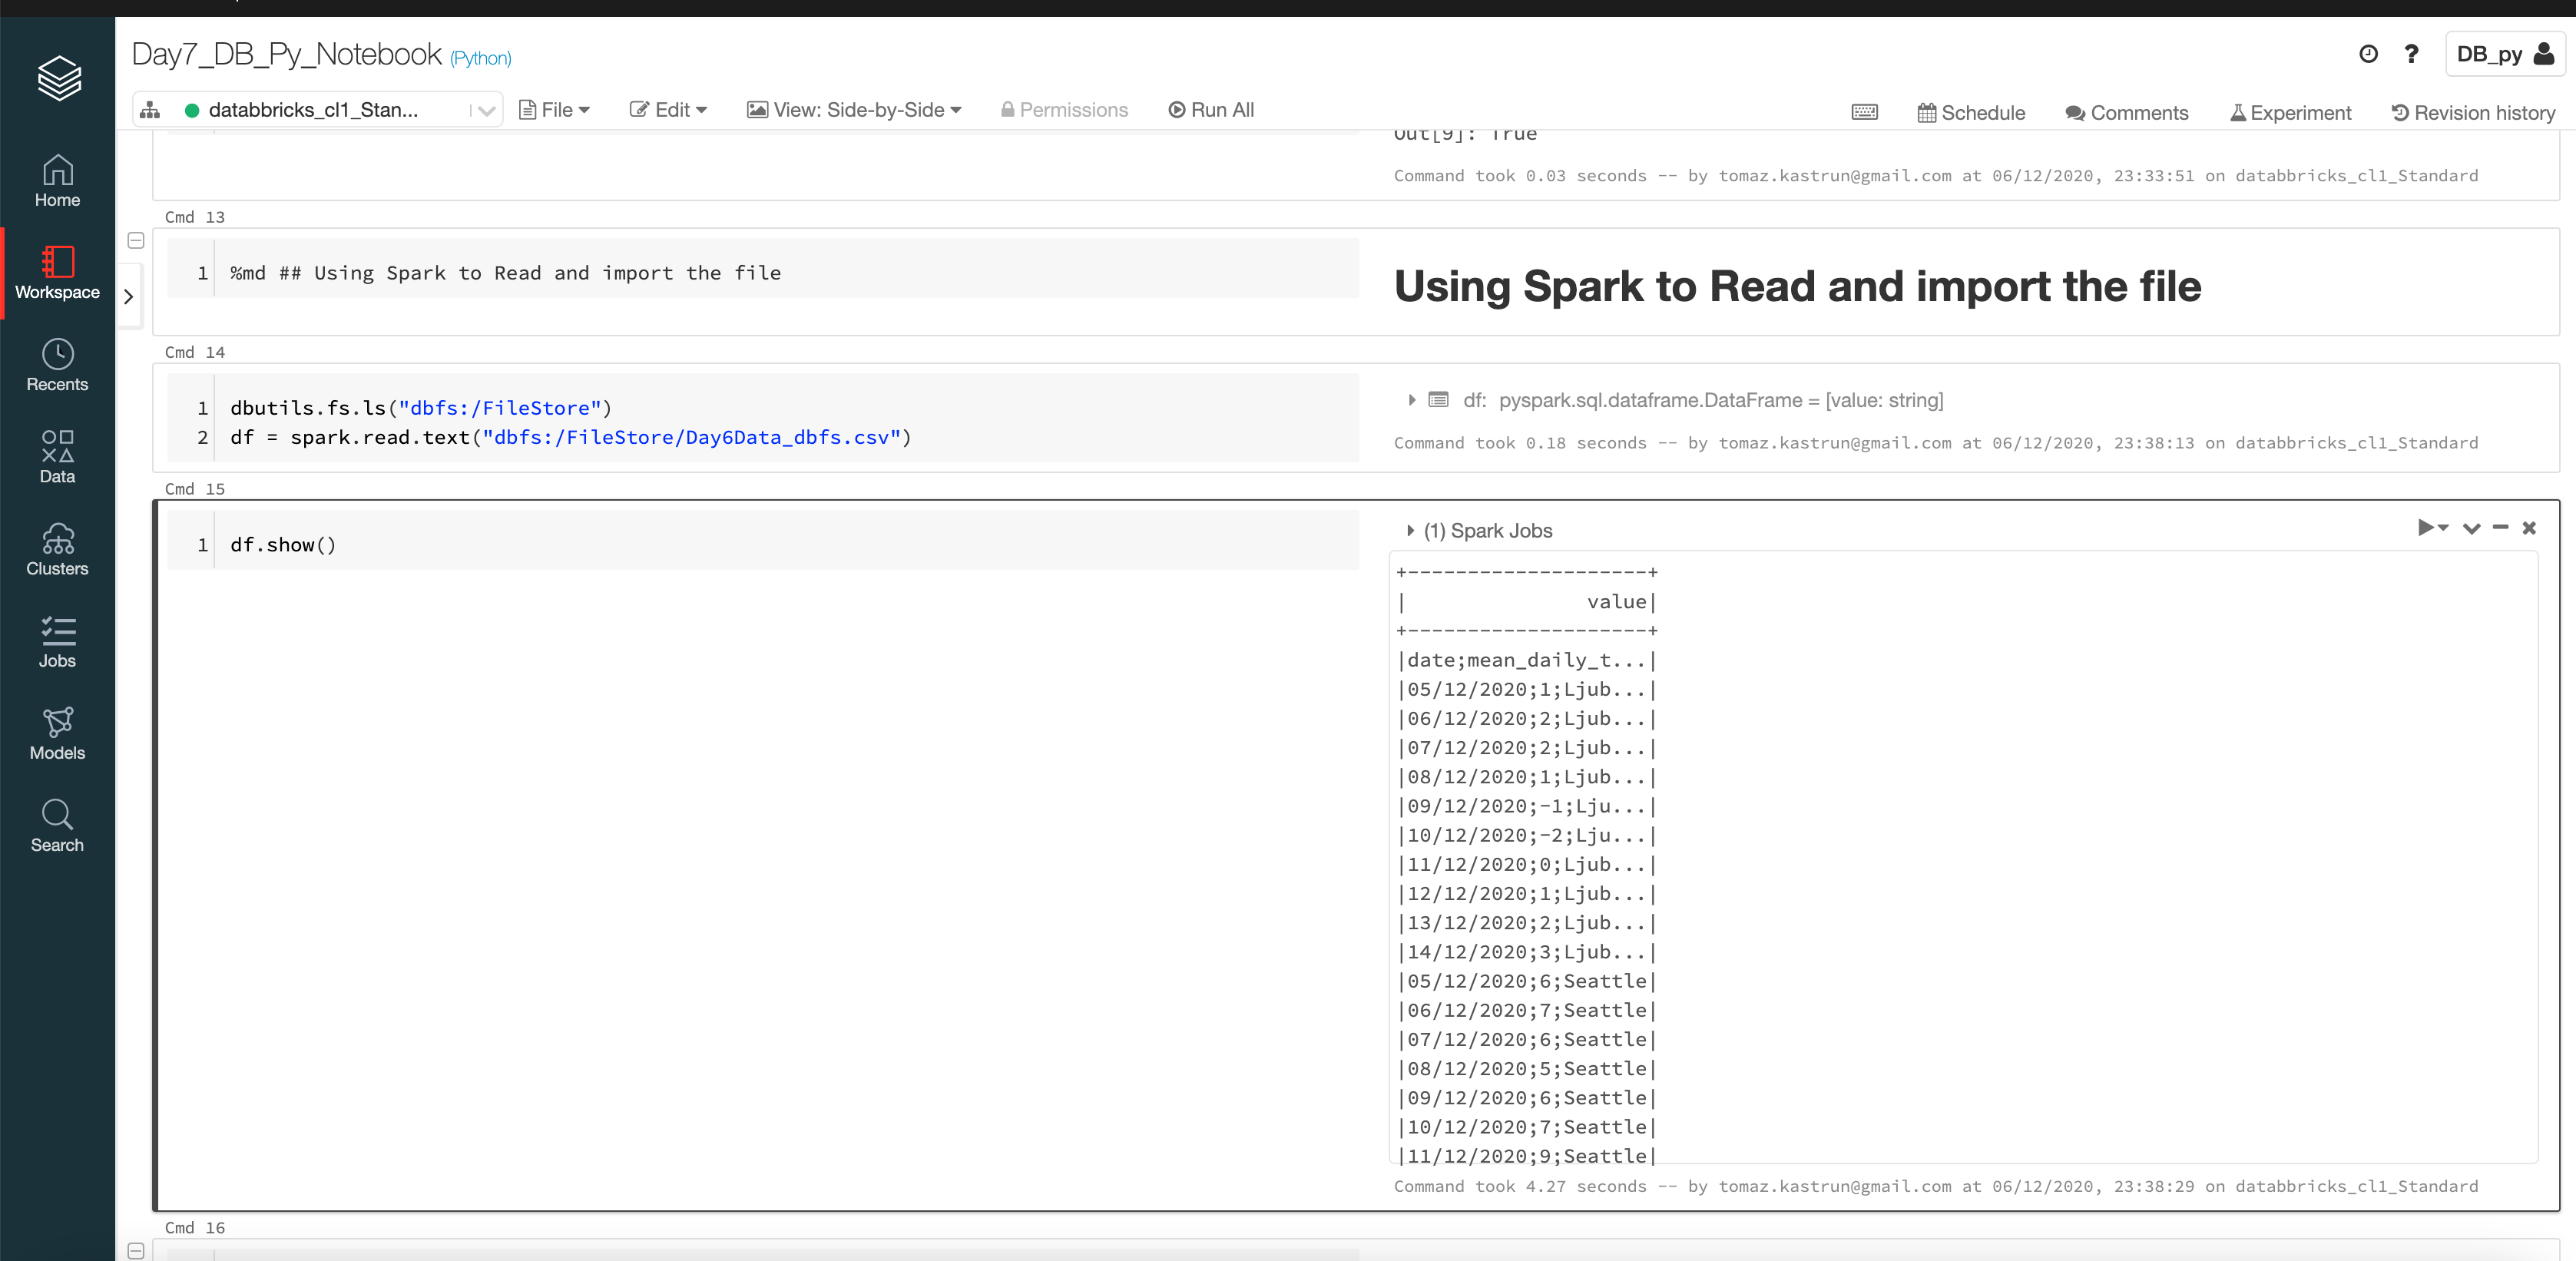 Day7_DB_Py_Notebook (Python)
DB_py
databbricks_cl1_Stan...
File
Edit
View: Side-by-Side
Permissions
Run All
Schedule
Comments
Experiment
Revision history
Home
Workspace
Recents
Data
Clusters
Jobs
Models
Search
Out[9]: True
Command took 0.03 seconds -- by tomaz.kastrun@gmail.com at 06/12/2020, 23:33:51 on databbricks_cl1_Standard
Cmd 13
1 %md ## Using Spark to Read and import the file
Using Spark to Read and import the file
Cmd 14
1 dbutils.fs.ls("dbfs:/FileStore")
2 df = spark.read.text("dbfs:/FileStore/Day6Data_dbfs.csv")
df: pyspark.sql.dataframe.DataFrame = [value: string]
Command took 0.18 seconds -- by tomaz.kastrun@gmail.com at 06/12/2020, 23:38:13 on databbricks_cl1_Standard
Cmd 15
1 df.show()
(1) Spark Jobs
+--------------------+
|               value|
+--------------------+
|date;mean_daily_t...|
|05/12/2020;1;Ljub...|
|06/12/2020;2;Ljub...|
|07/12/2020;2;Ljub...|
|08/12/2020;1;Ljub...|
|09/12/2020;-1;Lju...|
|10/12/2020;-2;Lju...|
|11/12/2020;0;Ljub...|
|12/12/2020;1;Ljub...|
|13/12/2020;2;Ljub...|
|14/12/2020;3;Ljub...|
|05/12/2020;6;Seattle|
|06/12/2020;7;Seattle|
|07/12/2020;6;Seattle|
|08/12/2020;5;Seattle|
|09/12/2020;6;Seattle|
|10/12/2020;7;Seattle|
|11/12/2020;9;Seattle|
Command took 4.27 seconds -- by tomaz.kastrun@gmail.com at 06/12/2020, 23:38:29 on databbricks_cl1_Standard
Cmd 16